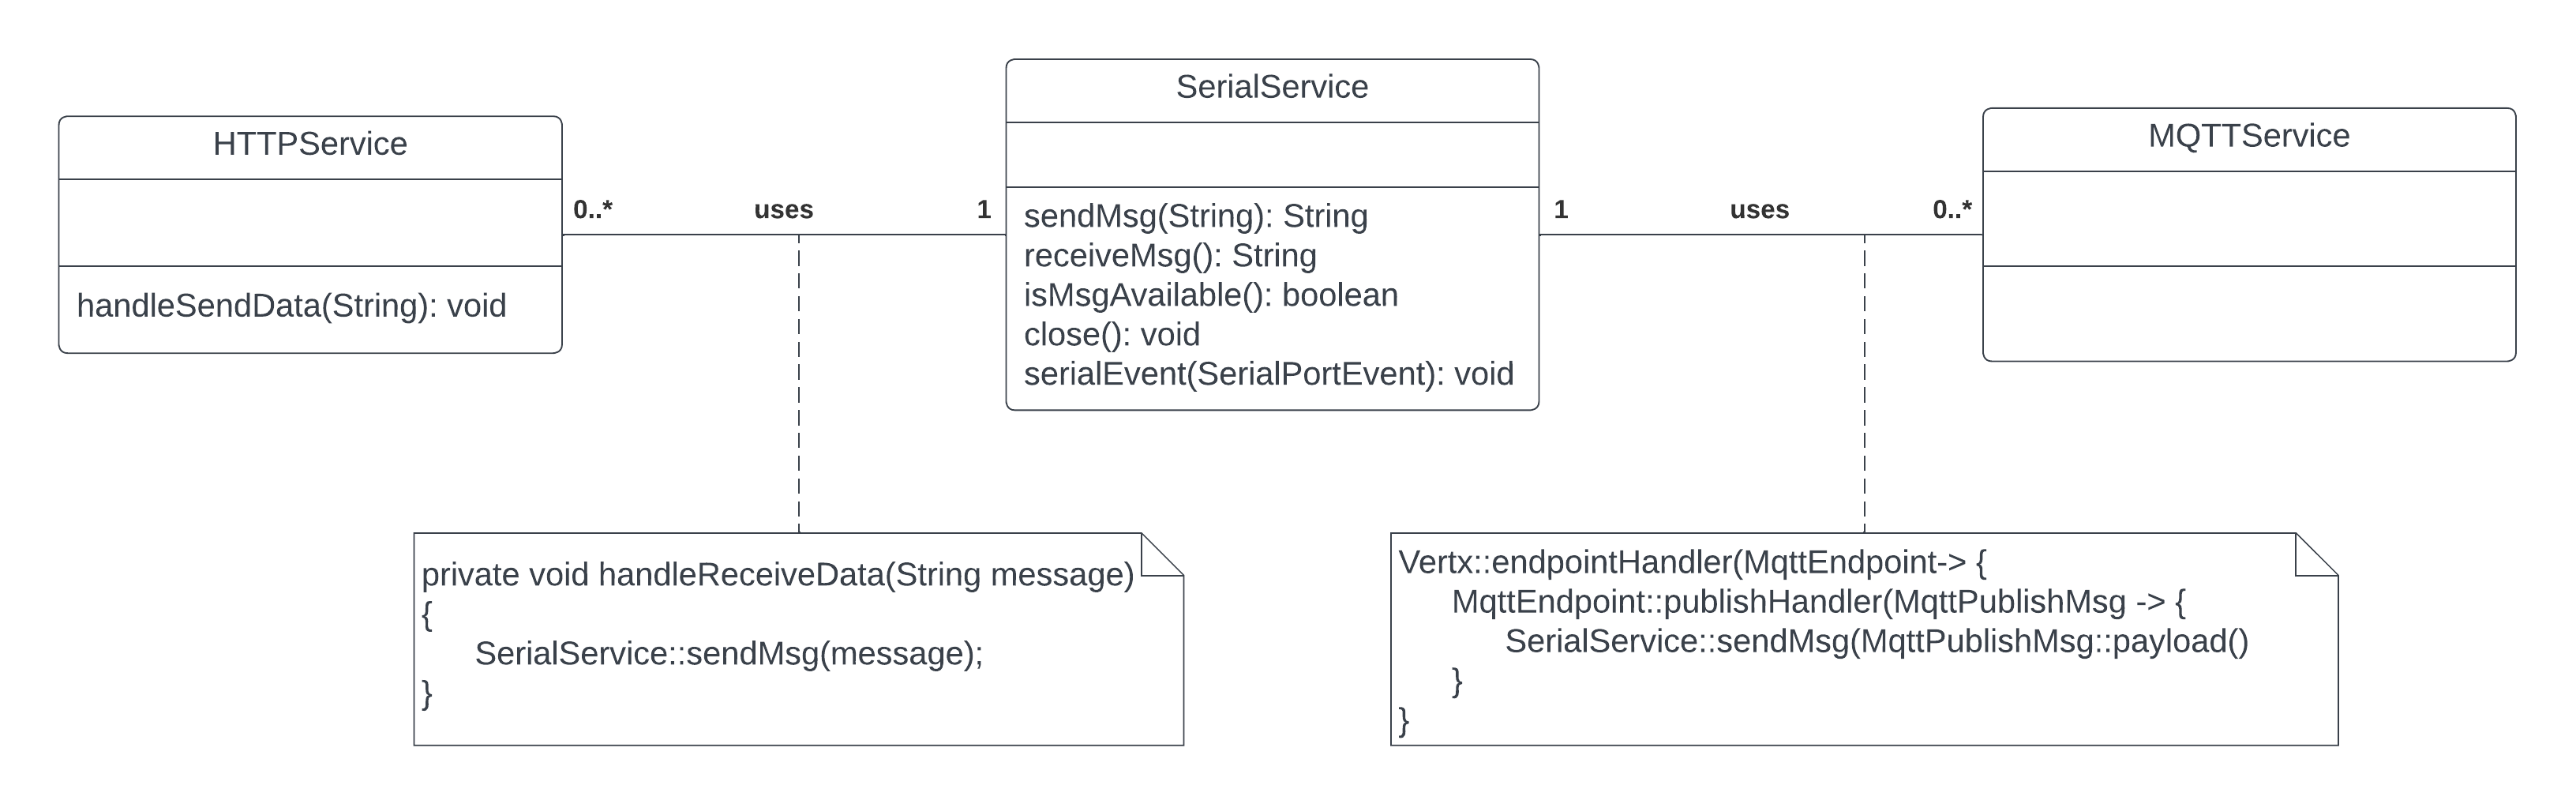 HTTPService
handleSendData(String): void
0..*
uses
1
SerialService
sendMsg(String): String
receiveMsg(): String
isMsgAvailable(): boolean
close(): void
serialEvent(SerialPortEvent): void
1
uses
0..*
MQTTService
private void handleReceiveData(String message)
{
SerialService::sendMsg(message);
}
Vertx::endpointHandler(MqttEndpoint-> {
MqttEndpoint::publishHandler(MqttPublishMsg -> {
SerialService::sendMsg(MqttPublishMsg::payload()
}
}